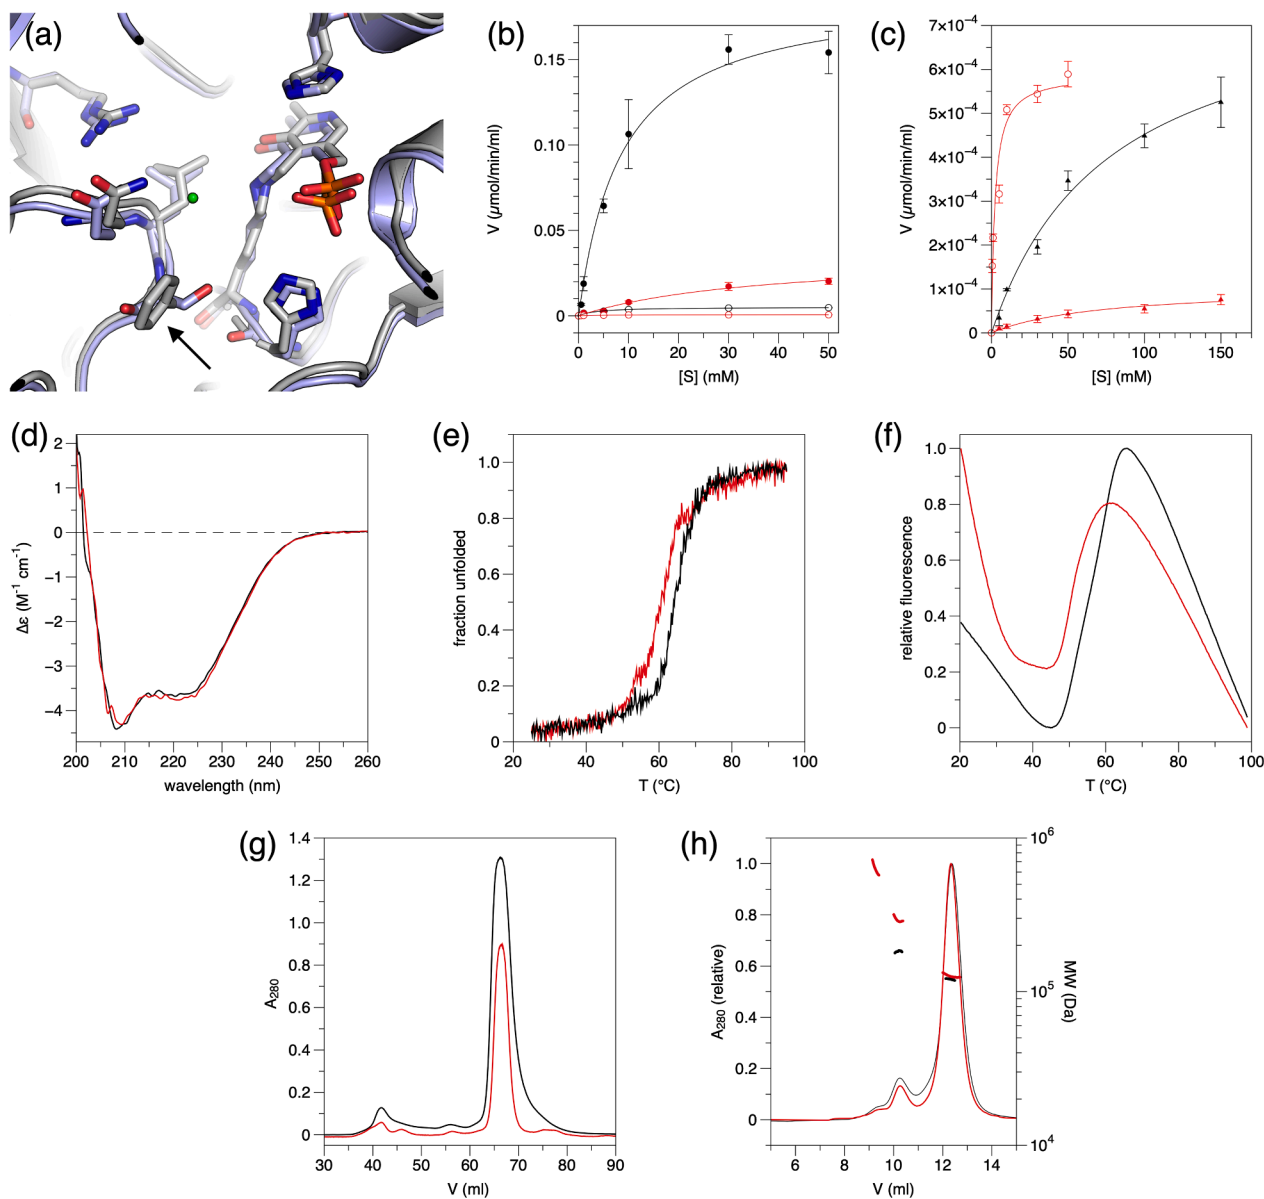 (a)
(b)
V (µmol/min/ml)
0.15
0.10
0.05
0
0 10 20 30 40 50
[S] (mM)
(c)
V (µmol/min/ml)
7×10⁻⁴
6×10⁻⁴
5×10⁻⁴
4×10⁻⁴
3×10⁻⁴
2×10⁻⁴
1×10⁻⁴
0
0 50 100 150
[S] (mM)
(d)
Δε (M⁻¹ cm⁻¹)
2
1
0
−1
−2
−3
−4
200 210 220 230 240 250 260
wavelength (nm)
(e)
fraction unfolded
1.0
0.8
0.6
0.4
0.2
0
20 40 60 80 100
T (°C)
(f)
relative fluorescence
1.0
0.8
0.6
0.4
0.2
0
20 40 60 80 100
T (°C)
(g)
A₂₈₀
1.4
1.2
1.0
0.8
0.6
0.4
0.2
0
30 40 50 60 70 80 90
V (ml)
(h)
A₂₈₀ (relative)
1.0
0.8
0.6
0.4
0.2
0
6 8 10 12 14
V (ml)
10⁶
10⁵
10⁴
MW (Da)